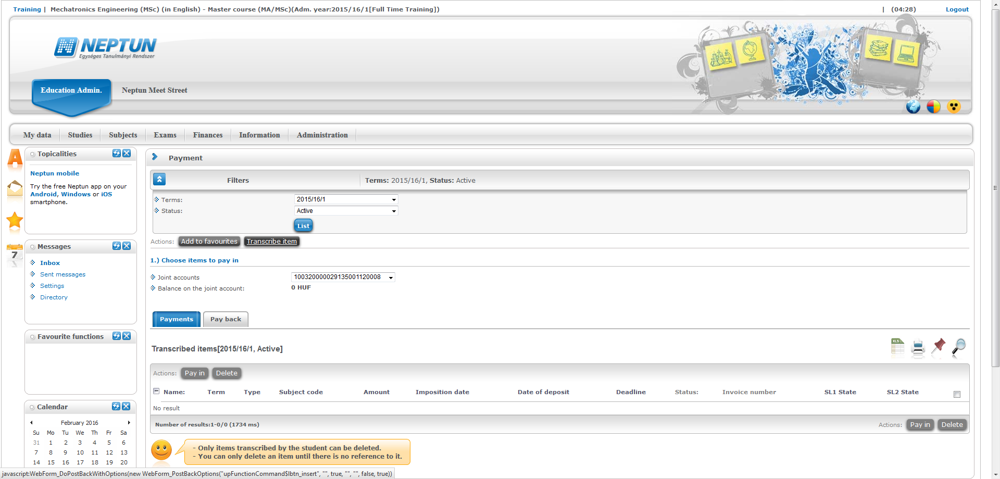 Training | Mechatronics Engineering (MSc) (in English) - Master course (MA/MSc)(Adm. year:2015/16/1[Full Time Training]) | (04:28) Logout
NEPTUN
Egységes Tanulmányi Rendszer
Education Admin. Neptun Meet Street
My data Studies Subjects Exams Finances Information Administration
Topicalities
Neptun mobile
Try the free Neptun app on your
Android, Windows or iOS
smartphone.
Messages
Inbox
Sent messages
Settings
Directory
Favourite functions
Calendar
February 2016
Su Mo Tu We Th Fr Sa
31 1 2 3 4 5 6
7 8 9 10 11 12 13
14 15 16 17 18 19 20
A
7
Payment
Filters Terms: 2015/16/1, Status: Active
Terms: 2015/16/1
Status: Active
List
Actions: Add to favourites Transcribe item
1.) Choose items to pay in
Joint accounts 100320000029135001120008
Balance on the joint account: 0 HUF
Payments Pay back
Transcribed items[2015/16/1, Active]
XLS
Actions: Pay in Delete
Name: Term Type Subject code Amount Imposition date Date of deposit Deadline Status: Invoice number SL1 State SL2 State
No result
Number of results:1-0/0 (1734 ms) Actions: Pay in Delete
- Only items transcribed by the student can be deleted.
- You can only delete an item until there is no reference to it.
javascript:WebForm_DoPostBackWithOptions(new WebForm_PostBackOptions("upFunctionCommand$lbtn_insert", "", true, "", "", false, true))